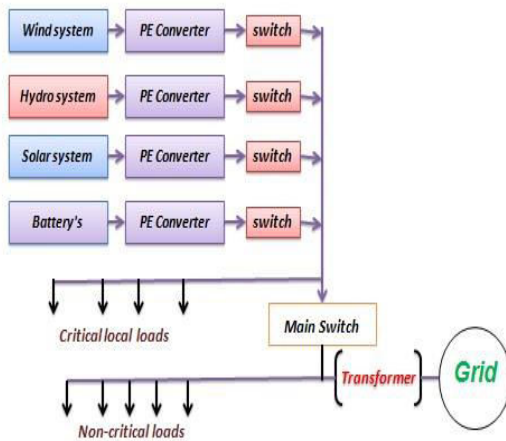 Wind system PE Converter switch
Hydro system PE Converter switch
Solar system PE Converter switch
Battery's PE Converter switch
Critical local loads
Main Switch
Transformer
Grid
Non-critical loads